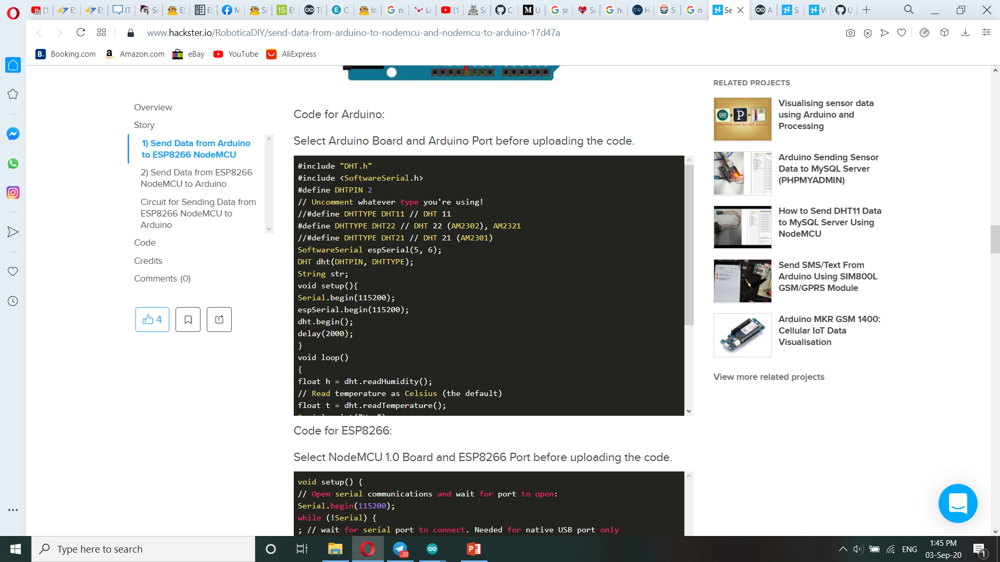 www.hackster.io/RoboticaDIY/send-data-from-arduino-to-nodemcu-and-nodemcu-to-arduino-17d47a
Booking.com
Amazon.com
eBay
YouTube
AliExpress
Overview
Story
1) Send Data from Arduino
to ESP8266 NodeMCU
2) Send Data from ESP8266
NodeMCU to Arduino
Circuit for Sending Data from
ESP8266 NodeMCU to
Arduino
Code
Credits
Comments (0)
4
Code for Arduino:
Select Arduino Board and Arduino Port before uploading the code.
#include "DHT.h"
#include <SoftwareSerial.h>
#define DHTPIN 2
// Uncomment whatever type you're using!
//#define DHTTYPE DHT11 // DHT 11
#define DHTTYPE DHT22 // DHT 22 (AM2302), AM2321
//#define DHTTYPE DHT21 // DHT 21 (AM2301)
SoftwareSerial espSerial(5, 6);
DHT dht(DHTPIN, DHTTYPE);
String str;
void setup(){
Serial.begin(115200);
espSerial.begin(115200);
dht.begin();
delay(2000);
}
void loop()
{
float h = dht.readHumidity();
// Read temperature as Celsius (the default)
float t = dht.readTemperature();
Code for ESP8266:
Select NodeMCU 1.0 Board and ESP8266 Port before uploading the code.
void setup() {
// Open serial communications and wait for port to open:
Serial.begin(115200);
while (!Serial) {
; // wait for serial port to connect. Needed for native USB port only
RELATED PROJECTS
Visualising sensor data
using Arduino and
Processing
Arduino Sending Sensor
Data to MySQL Server
(PHPMYADMIN)
How to Send DHT11 Data
to MySQL Server Using
NodeMCU
Send SMS/Text From
Arduino Using SIM800L
GSM/GPRS Module
Arduino MKR GSM 1400:
Cellular IoT Data
Visualisation
View more related projects
Type here to search
ENG
1:45 PM
03-Sep-20
1